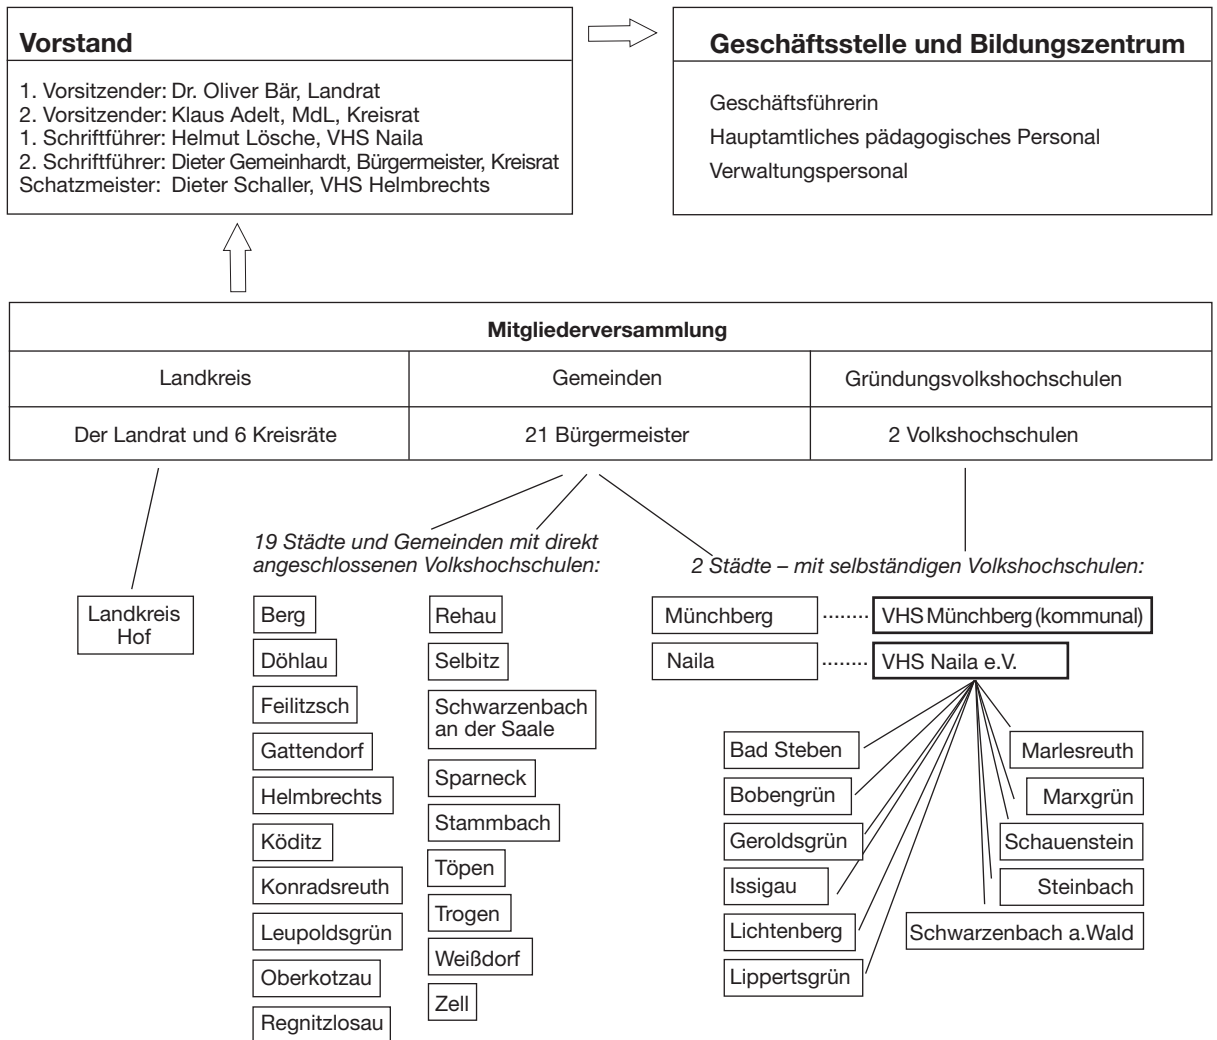 Vorstand
1. Vorsitzender: Dr. Oliver Bär, Landrat
2. Vorsitzender: Klaus Adelt, MdL, Kreisrat
1. Schriftführer: Helmut Lösche, VHS Naila
2. Schriftführer: Dieter Gemeinhardt, Bürgermeister, Kreisrat
Schatzmeister: Dieter Schaller, VHS Helmbrechts
Geschäftsstelle und Bildungszentrum
Geschäftsführerin
Hauptamtliches pädagogisches Personal
Verwaltungspersonal
Mitgliederversammlung
Landkreis
Gemeinden
Gründungsvolkshochschulen
Der Landrat und 6 Kreisräte
21 Bürgermeister
2 Volkshochschulen
Landkreis
Hof
19 Städte und Gemeinden mit direkt
angeschlossenen Volkshochschulen:
Berg
Döhlau
Feilitzsch
Gattendorf
Helmbrechts
Köditz
Konradsreuth
Leupoldsgrün
Oberkotzau
Regnitzlosau
Rehau
Selbitz
Schwarzenbach
an der Saale
Sparneck
Stammbach
Töpen
Trogen
Weißdorf
Zell
2 Städte – mit selbständigen Volkshochschulen:
Münchberg ........ VHS Münchberg (kommunal)
Naila ........ VHS Naila e.V.
Bad Steben
Bobengrün
Geroldsgrün
Issigau
Lichtenberg
Lippertsgrün
Marlesreuth
Marxgrün
Schauenstein
Steinbach
Schwarzenbach a.Wald